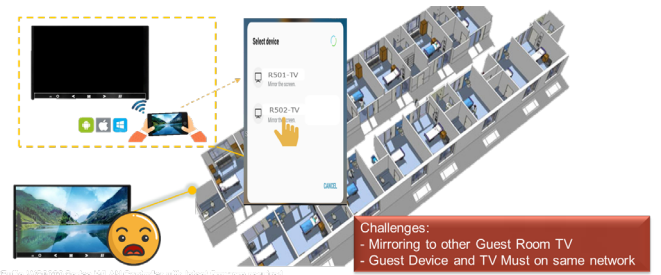 Select device
R501-TV
Mirror the screen.
R502-TV
Mirror the screen.
CANCEL
Challenges:
- Mirroring to other Guest Room TV
- Guest Device and TV Must on same network